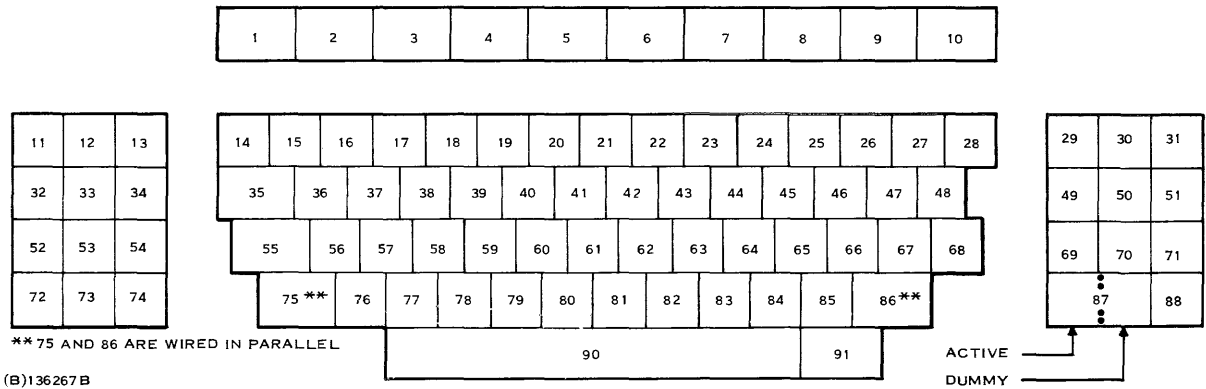 1 2 3 4 5 6 7 8 9 10
11 12 13 14 15 16 17 18 19 20 21 22 23 24 25 26 27 28 29 30 31
32 33 34 35 36 37 38 39 40 41 42 43 44 45 46 47 48 49 50 51
52 53 54 55 56 57 58 59 60 61 62 63 64 65 66 67 68 69 70 71
72 73 74 75 ** 76 77 78 79 80 81 82 83 84 85 86 ** 87 88
** 75 AND 86 ARE WIRED IN PARALLEL
90 91
ACTIVE
DUMMY
(B)136267B